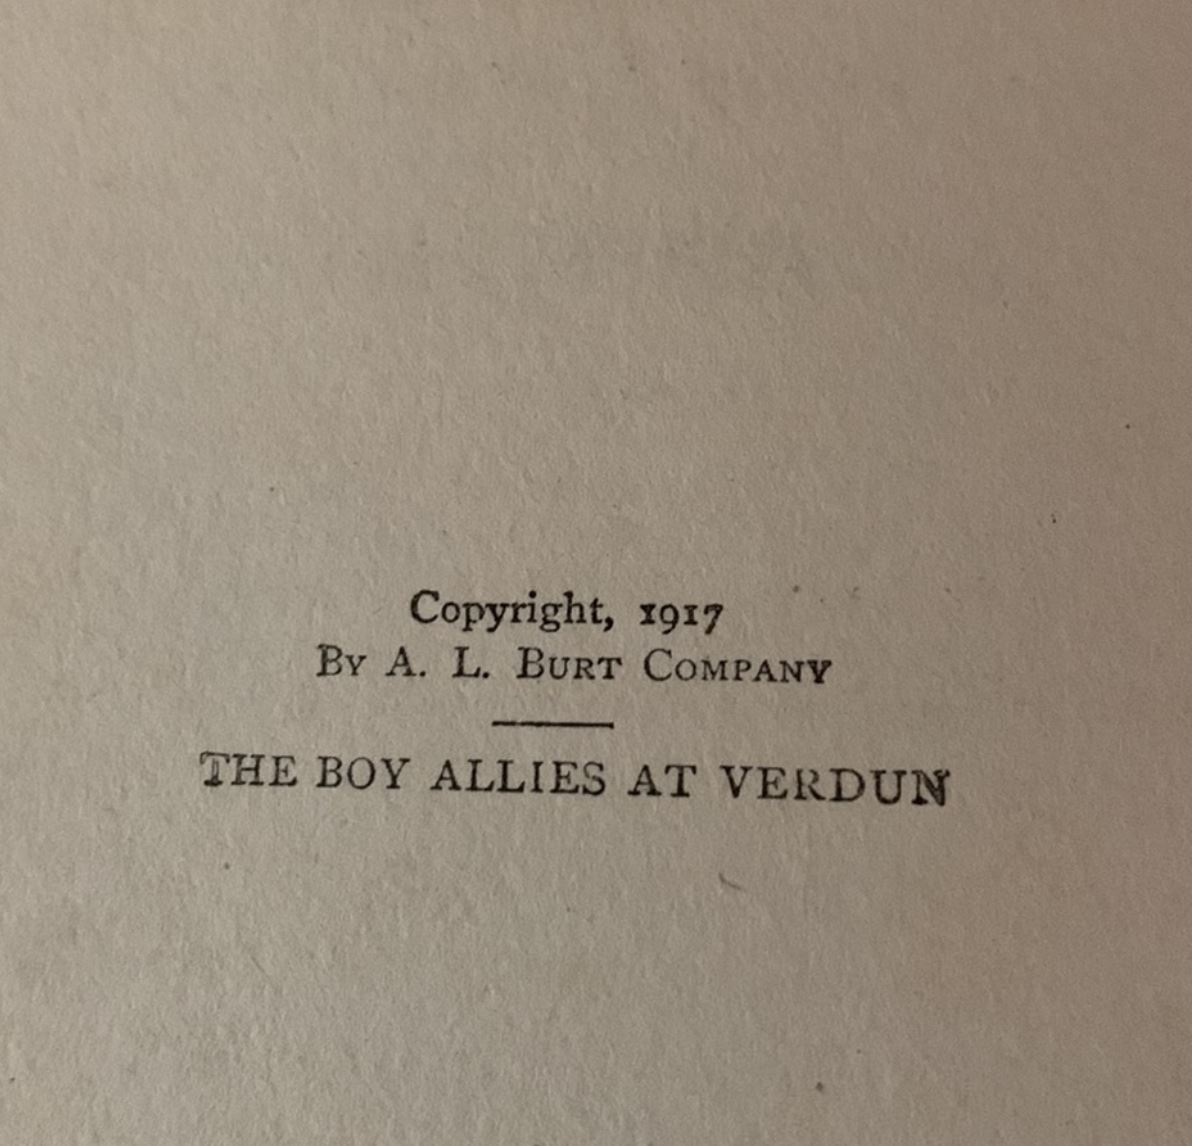 Copyright, 1917
By A. L. Burt Company
THE BOY ALLIES AT VERDUN